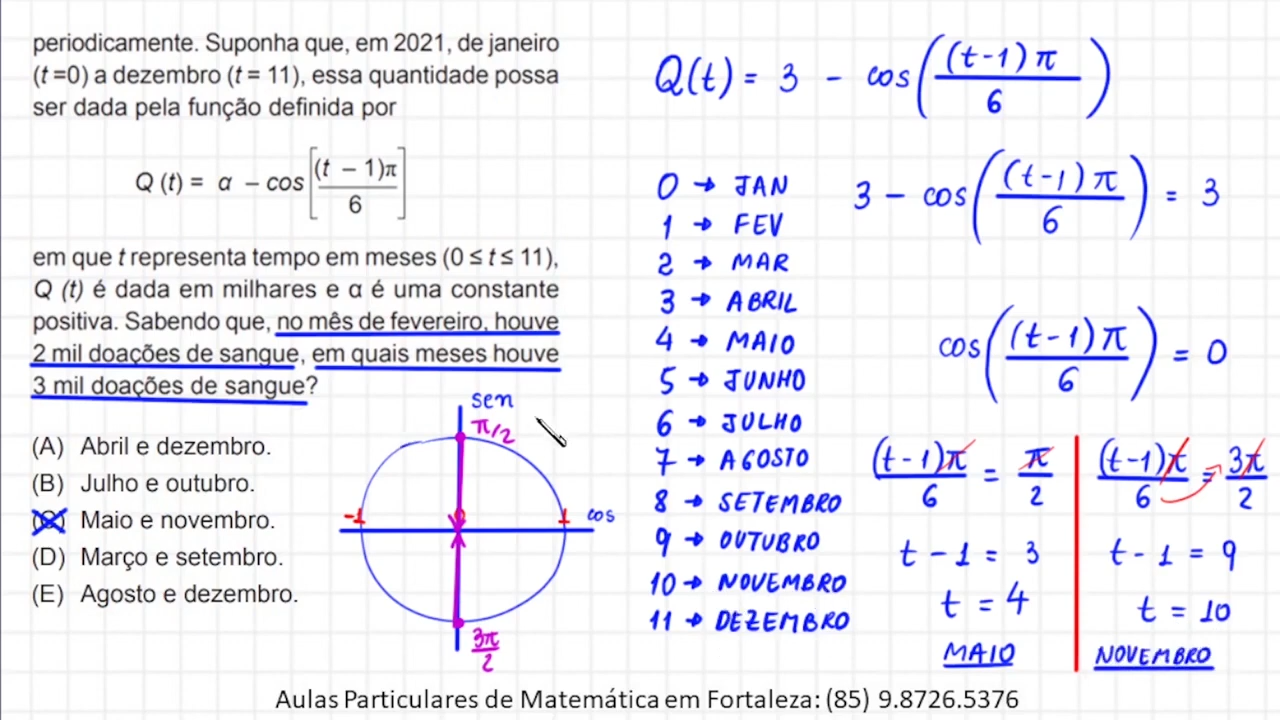 periodicamente. Suponha que, em 2021, de janeiro
(t =0) a dezembro (t = 11), essa quantidade possa
ser dada pela função definida por
Q (t) = α − cos[(t − 1)π/6]
em que t representa tempo em meses (0 ≤ t ≤ 11),
Q (t) é dada em milhares e α é uma constante
positiva. Sabendo que, no mês de fevereiro, houve
2 mil doações de sangue, em quais meses houve
3 mil doações de sangue?
(A) Abril e dezembro.
(B) Julho e outubro.
(C) Maio e novembro.
(D) Março e setembro.
(E) Agosto e dezembro.
sen
π/2
-1
0
1
cos
3π/2
Q(t) = 3 - cos((t-1)π/6)
0 → JAN
1 → FEV
2 → MAR
3 → ABRIL
4 → MAIO
5 → JUNHO
6 → JULHO
7 → AGOSTO
8 → SETEMBRO
9 → OUTUBRO
10 → NOVEMBRO
11 → DEZEMBRO
3 - cos((t-1)π/6) = 3
cos((t-1)π/6) = 0
(t-1)π/6 = π/2
t - 1 = 3
t = 4
MAIO
(t-1)π/6 = 3π/2
t - 1 = 9
t = 10
NOVEMBRO
Aulas Particulares de Matemática em Fortaleza: (85) 9.8726.5376